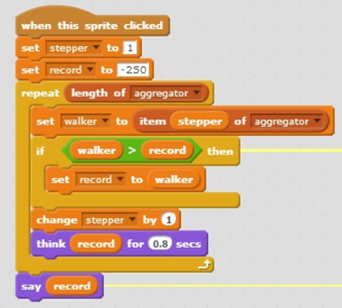 when this sprite clicked
set stepper to 1
set record to -250
repeat length of aggregator
set walker to item stepper of aggregator
if walker > record then
set record to walker
change stepper by 1
think record for 0.8 secs
say record